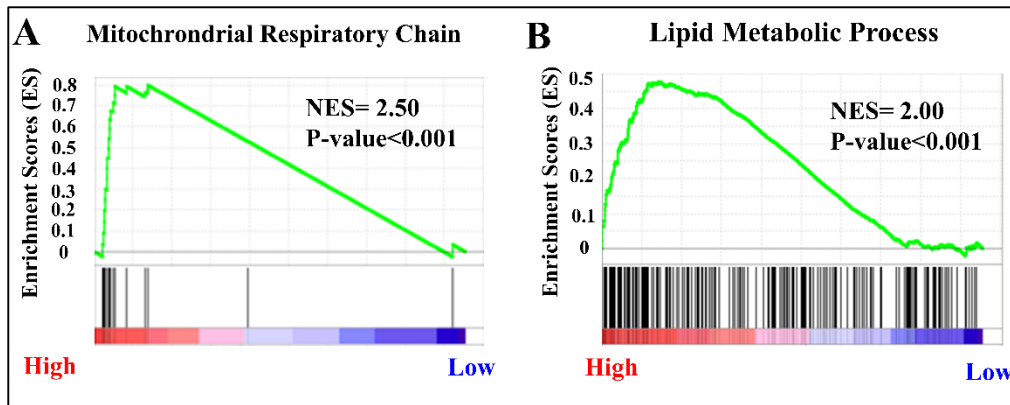 A
Mitochrondrial Respiratory Chain
Enrichment Scores (ES)
0.8
0.7
0.6
0.5
0.4
0.3
0.2
0.1
0
NES= 2.50
P-value<0.001
High
Low
B
Lipid Metabolic Process
Enrichment Scores (ES)
0.5
0.4
0.3
0.2
0.1
0
NES= 2.00
P-value<0.001
High
Low